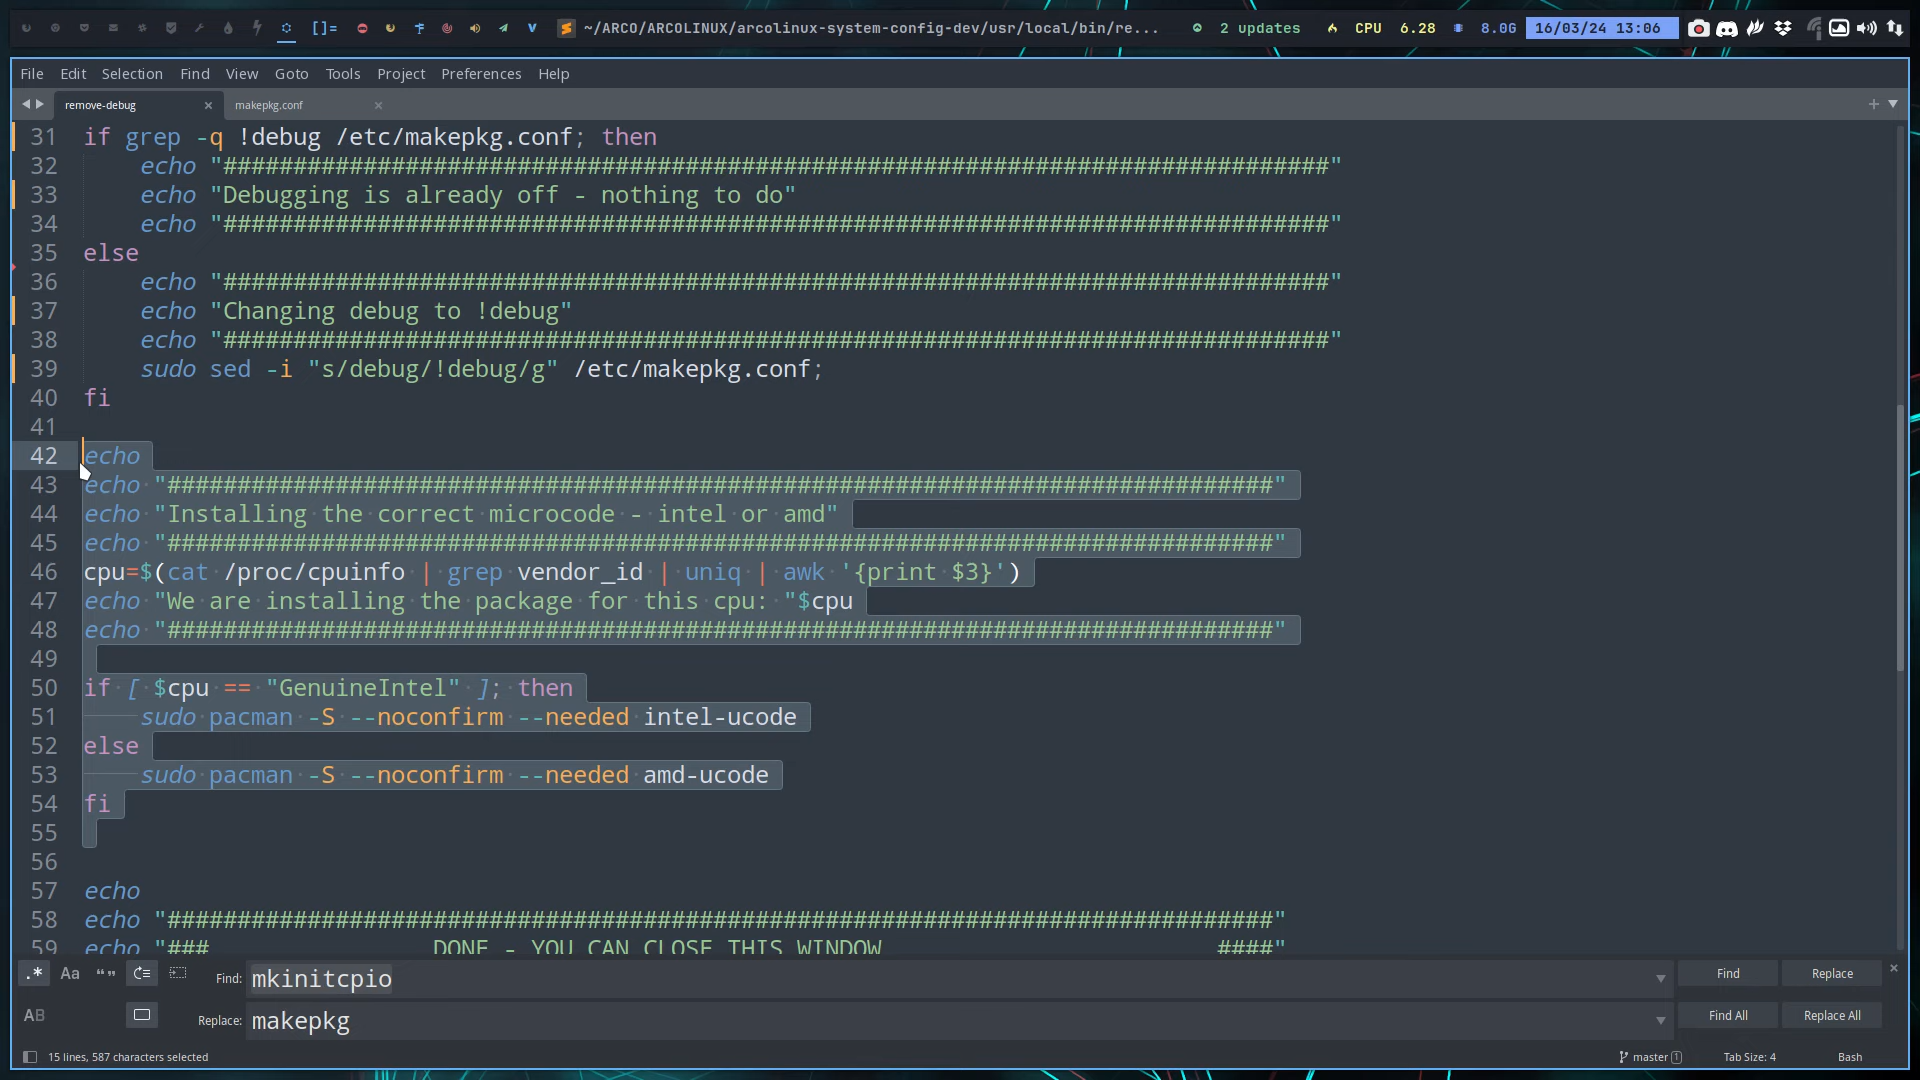 []= V S ~/ARCO/ARCOLINUX/arcolinux-system-config-dev/usr/local/bin/re... 2 updates CPU 6.28 8.0G 16/03/24 13:06
File Edit Selection Find View Goto Tools Project Preferences Help
remove-debug × makepkg.conf ×
31 if grep -q !debug /etc/makepkg.conf; then
32 echo "###############################################################################"
33 echo "Debugging is already off - nothing to do"
34 echo "###############################################################################"
35 else
36 echo "###############################################################################"
37 echo "Changing debug to !debug"
38 echo "###############################################################################"
39 sudo sed -i "s/debug/!debug/g" /etc/makepkg.conf;
40 fi
41
42 echo
43 echo "###############################################################################"
44 echo "Installing the correct microcode - intel or amd"
45 echo "###############################################################################"
46 cpu=$(cat /proc/cpuinfo | grep vendor_id | uniq | awk '{print $3}')
47 echo "We are installing the package for this cpu: "$cpu
48 echo "###############################################################################"
49
50 if [ $cpu == "GenuineIntel" ]; then
51 sudo pacman -S --noconfirm --needed intel-ucode
52 else
53 sudo pacman -S --noconfirm --needed amd-ucode
54 fi
55
56
57 echo
58 echo "###############################################################################"
59 echo "### DONE - YOU CAN CLOSE THIS WINDOW ####"
.* Aa “” Find: mkinitcpio Find Replace ×
AB Replace: makepkg Find All Replace All
15 lines, 587 characters selected master 1 Tab Size: 4 Bash